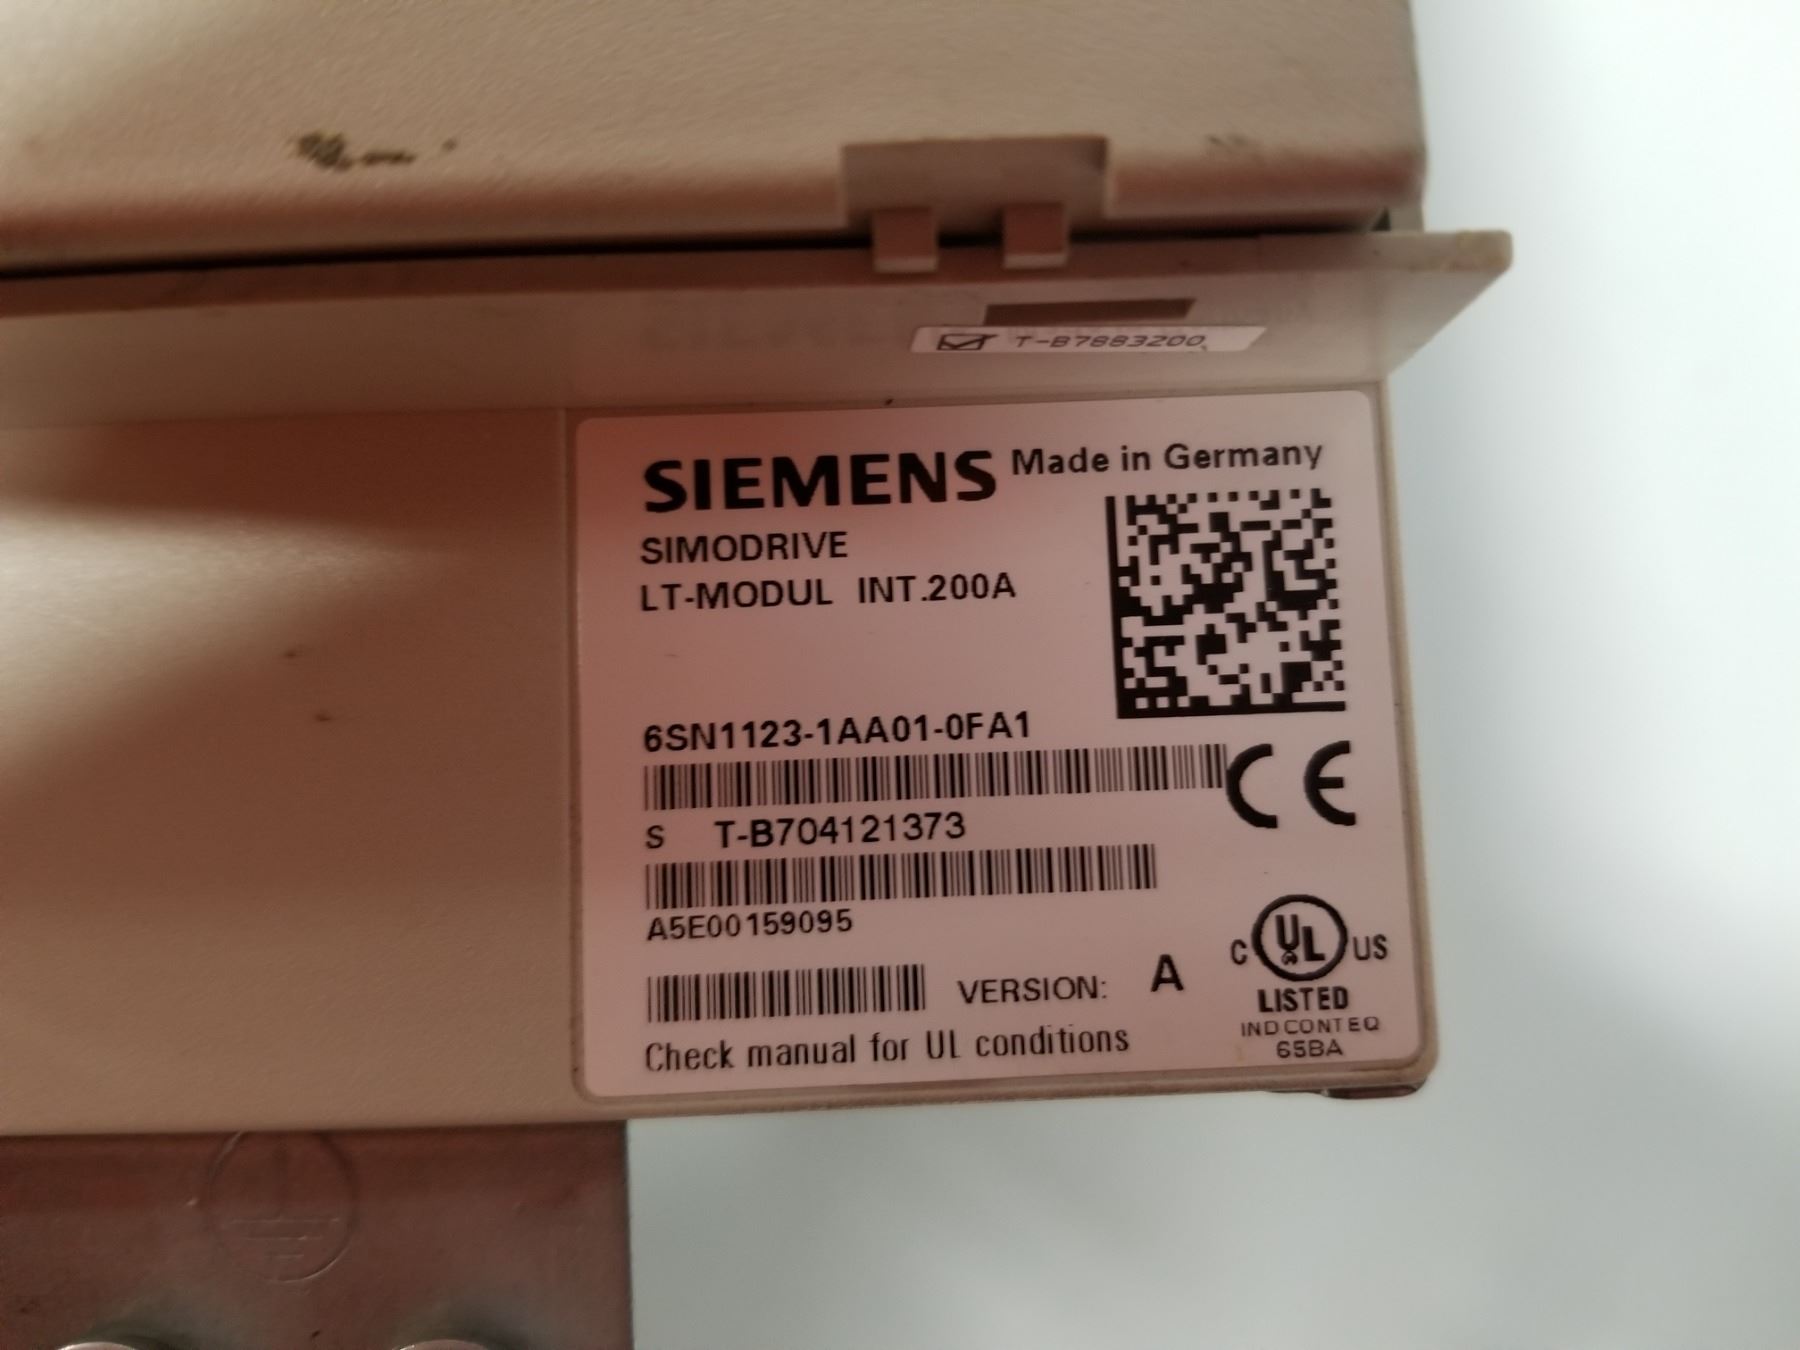 T-B7883200
SIEMENS Made in Germany
SIMODRIVE
LT-MODUL INT.200A
6SN1123-1AA01-0FA1
S T-B704121373
A5E00159095
VERSION: A
Check manual for UL conditions
CE
C UL US
LISTED
IND CONT EQ
65BA